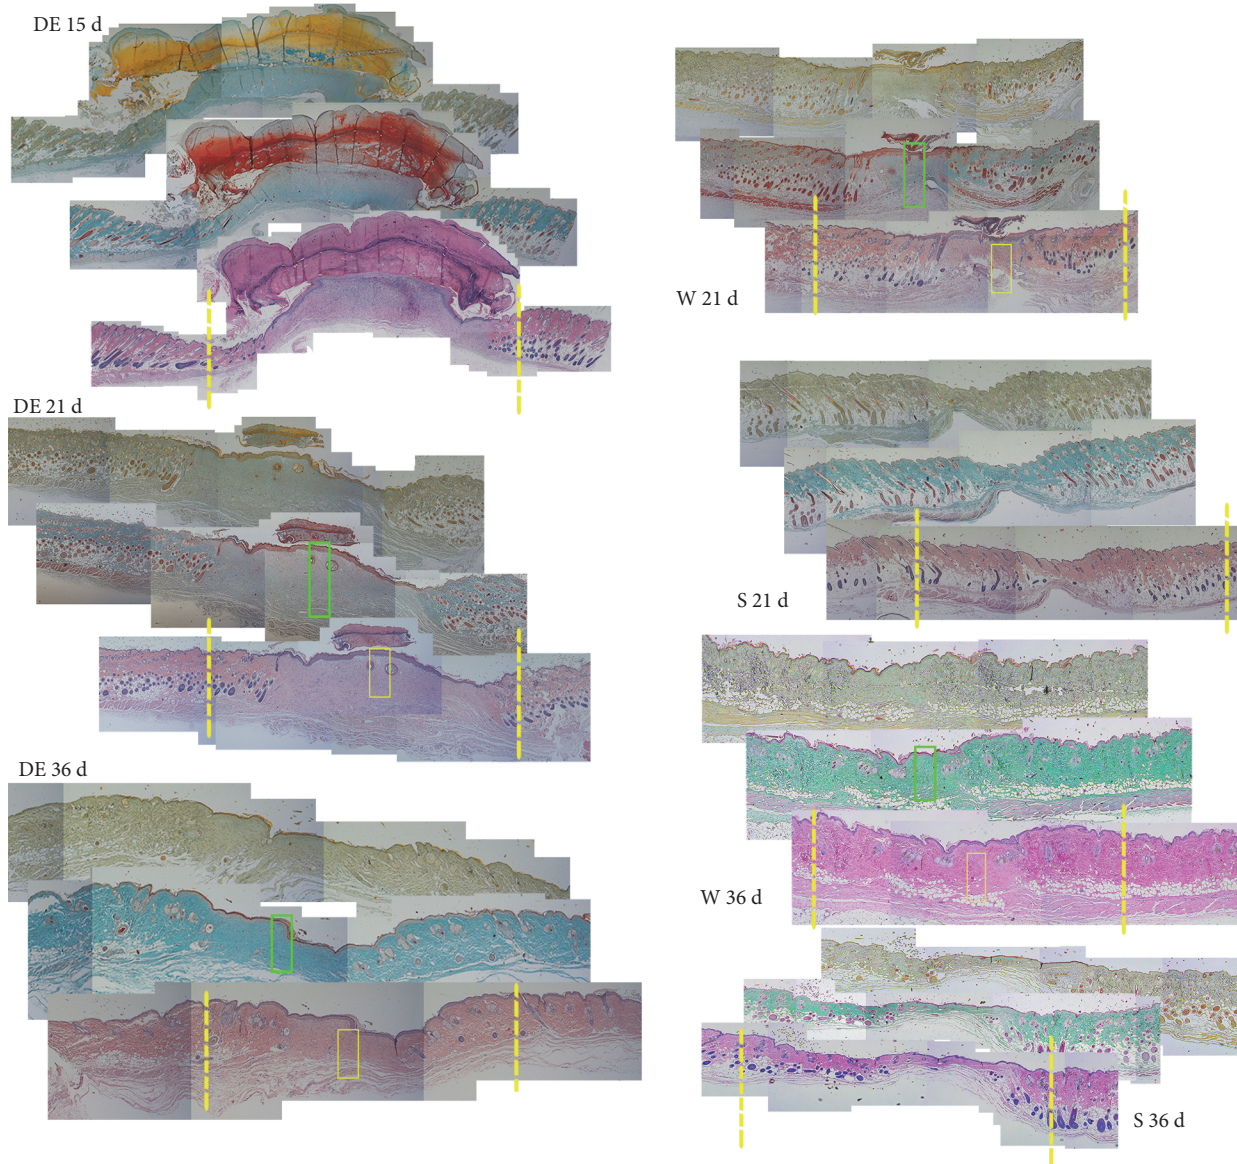 DE 15 d
DE 21 d
DE 36 d
W 21 d
S 21 d
W 36 d
S 36 d